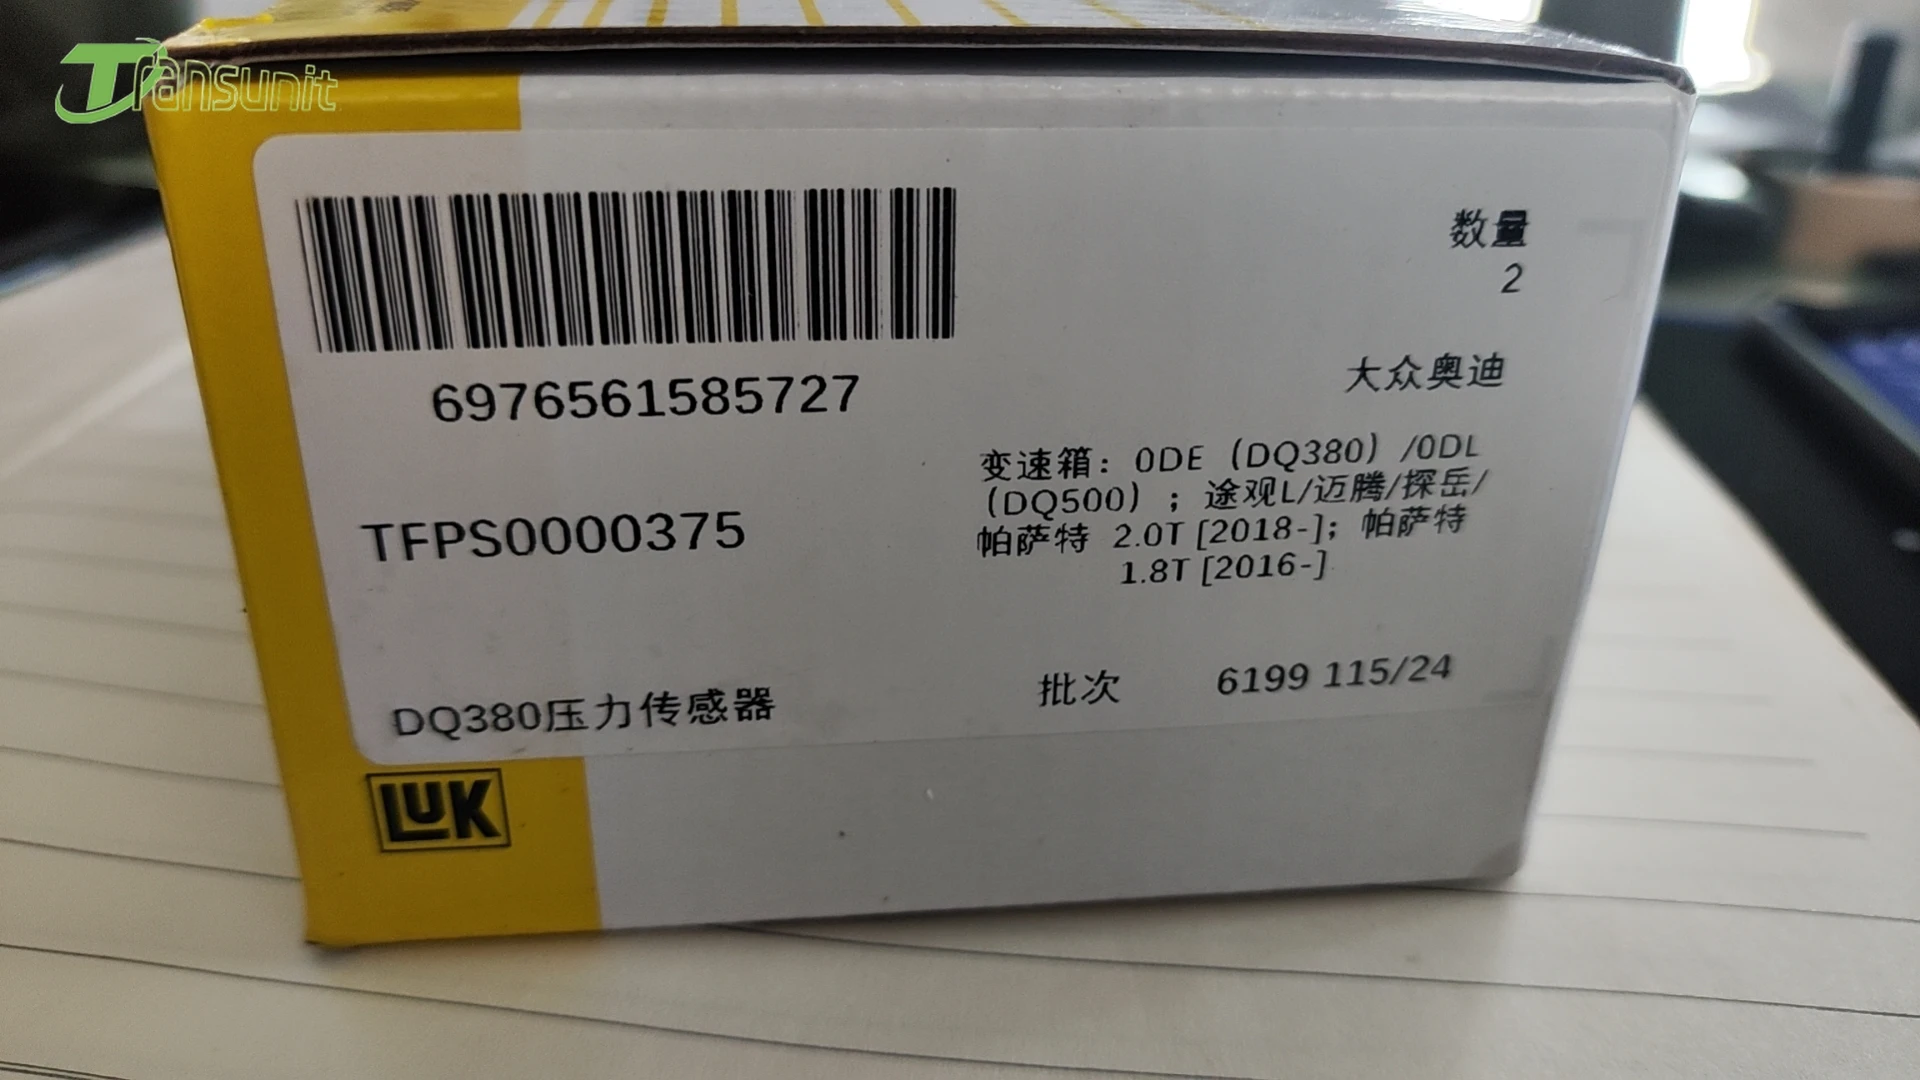 Transunit
数量
2
6976561585727
大众奥迪
变速箱：0DE（DQ380）/0DL
（DQ500）；途观L/迈腾/探岳/
帕萨特 2.0T [2018-]；帕萨特
1.8T [2016-]
TFPS0000375
批次 6199 115/24
DQ380压力传感器
LUK